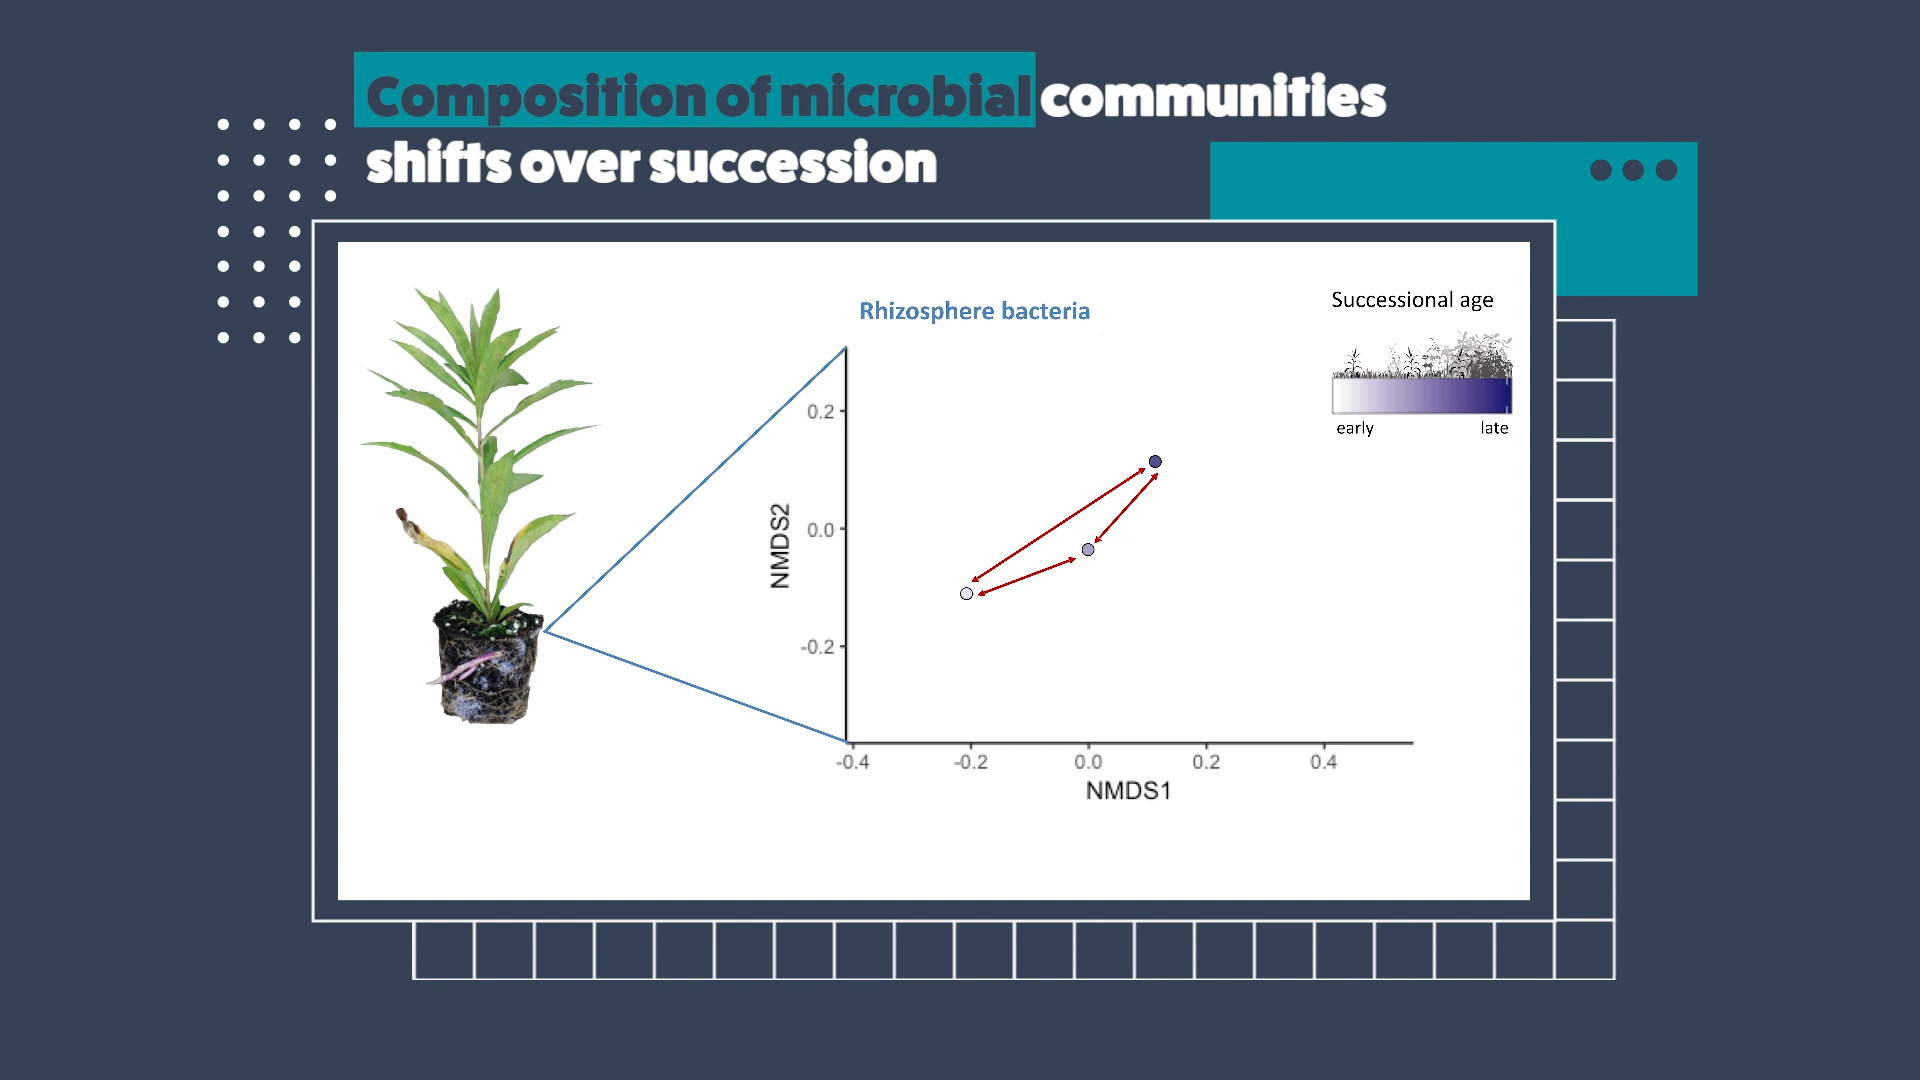 Composition of microbial communities
shifts over succession
Rhizosphere bacteria
Successional age
early
late
NMDS2
0.2
0.0
-0.2
-0.4
-0.2
0.0
0.2
0.4
NMDS1